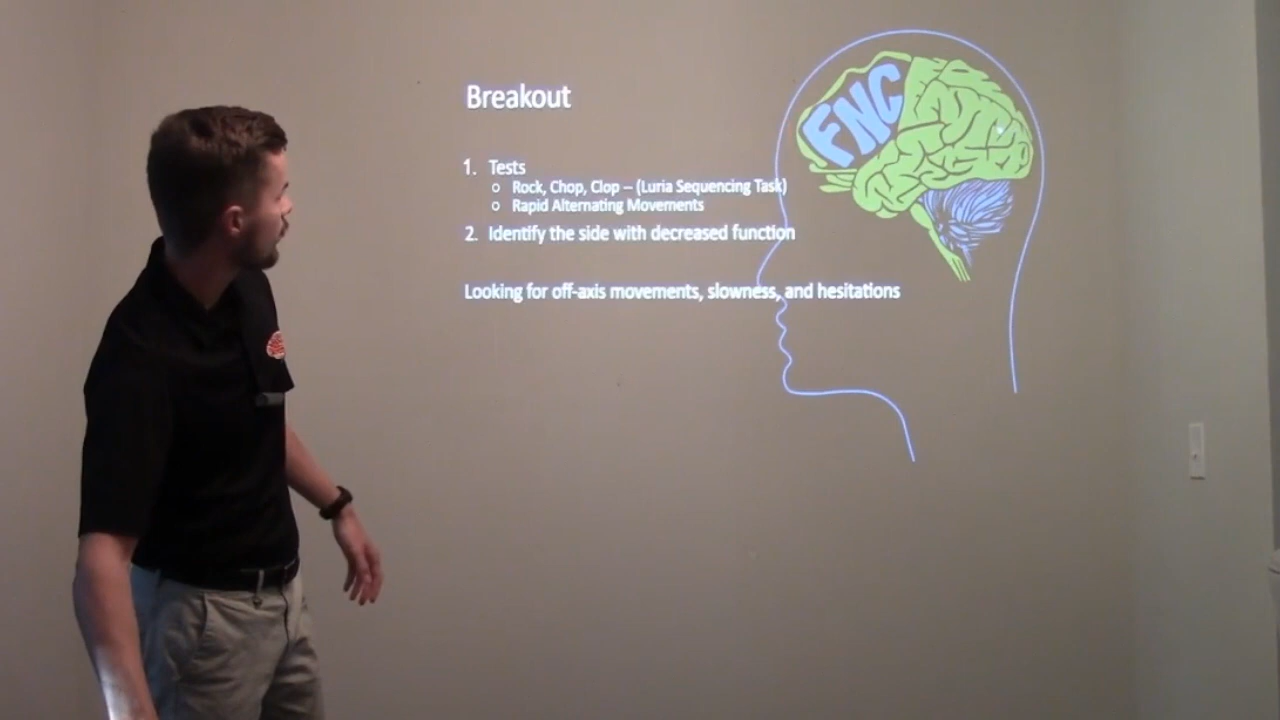 Breakout
FNC
1. Tests
○ Rock, Chop, Clop – (Luria Sequencing Task)
○ Rapid Alternating Movements
2. Identify the side with decreased function
Looking for off-axis movements, slowness, and hesitations